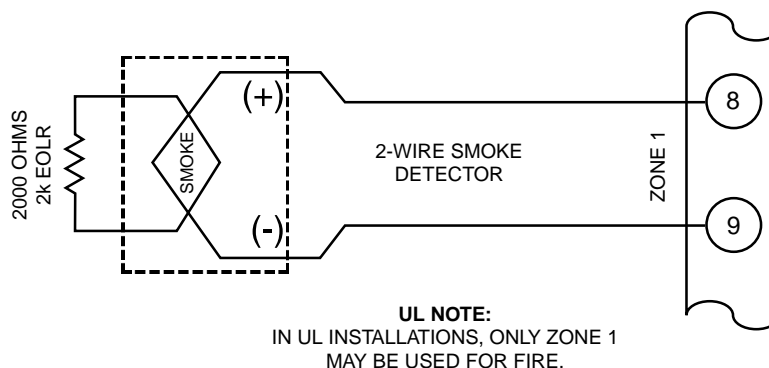 2000 OHMS
2k EOLR
SMOKE
(+)
(-)
2-WIRE SMOKE
DETECTOR
ZONE 1
8
9
UL NOTE:
IN UL INSTALLATIONS, ONLY ZONE 1
MAY BE USED FOR FIRE.